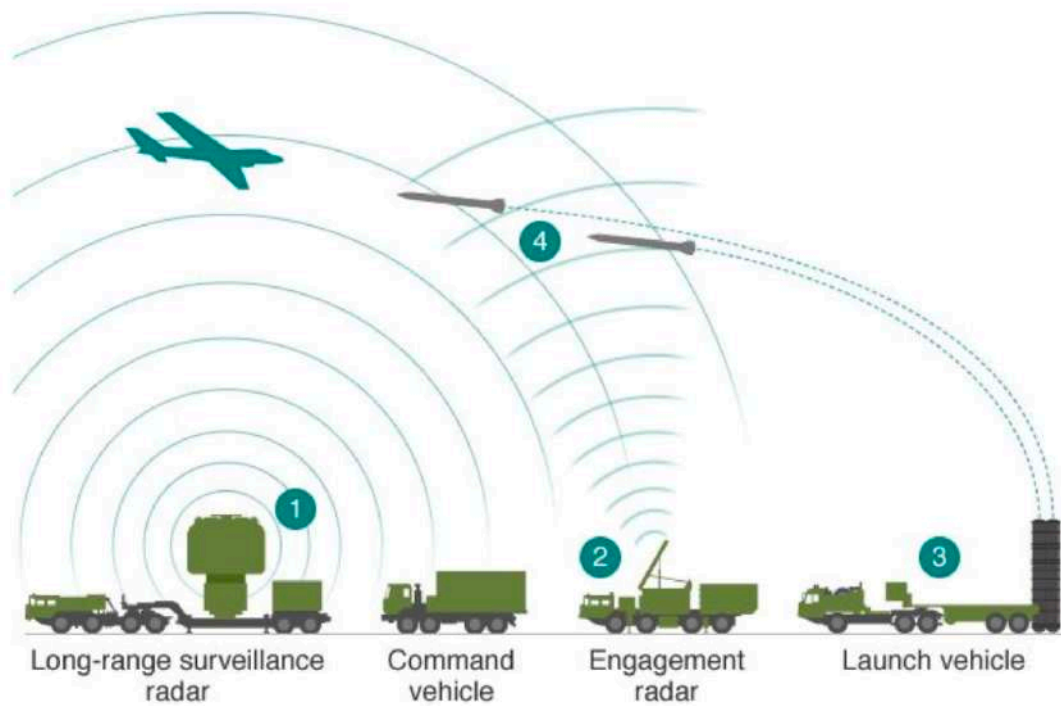 4
1
2
3
Long-range surveillance
radar
Command
vehicle
Engagement
radar
Launch vehicle